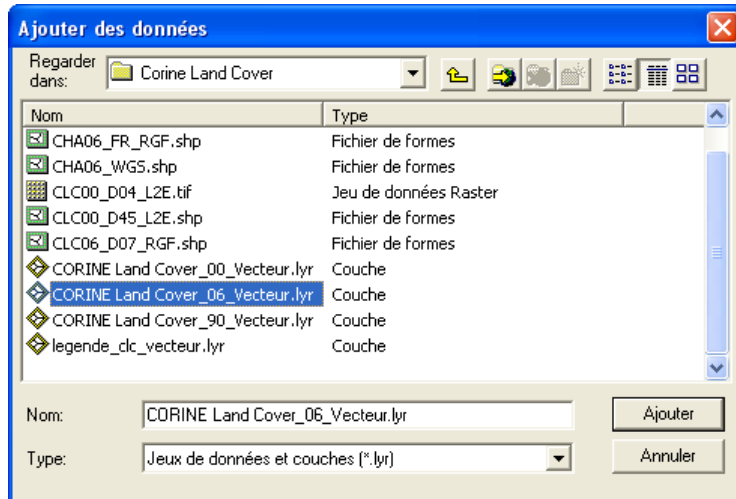 Ajouter des données
Regarder dans: Corine Land Cover
Nom Type
CHA06_FR_RGF.shp Fichier de formes
CHA06_WGS.shp Fichier de formes
CLC00_D04_L2E.tif Jeu de données Raster
CLC00_D45_L2E.shp Fichier de formes
CLC06_D07_RGF.shp Fichier de formes
CORINE Land Cover_00_Vecteur.lyr Couche
CORINE Land Cover_06_Vecteur.lyr Couche
CORINE Land Cover_90_Vecteur.lyr Couche
legende_clc_vecteur.lyr Couche
Nom: CORINE Land Cover_06_Vecteur.lyr Ajouter
Type: Jeux de données et couches (*.lyr) Annuler